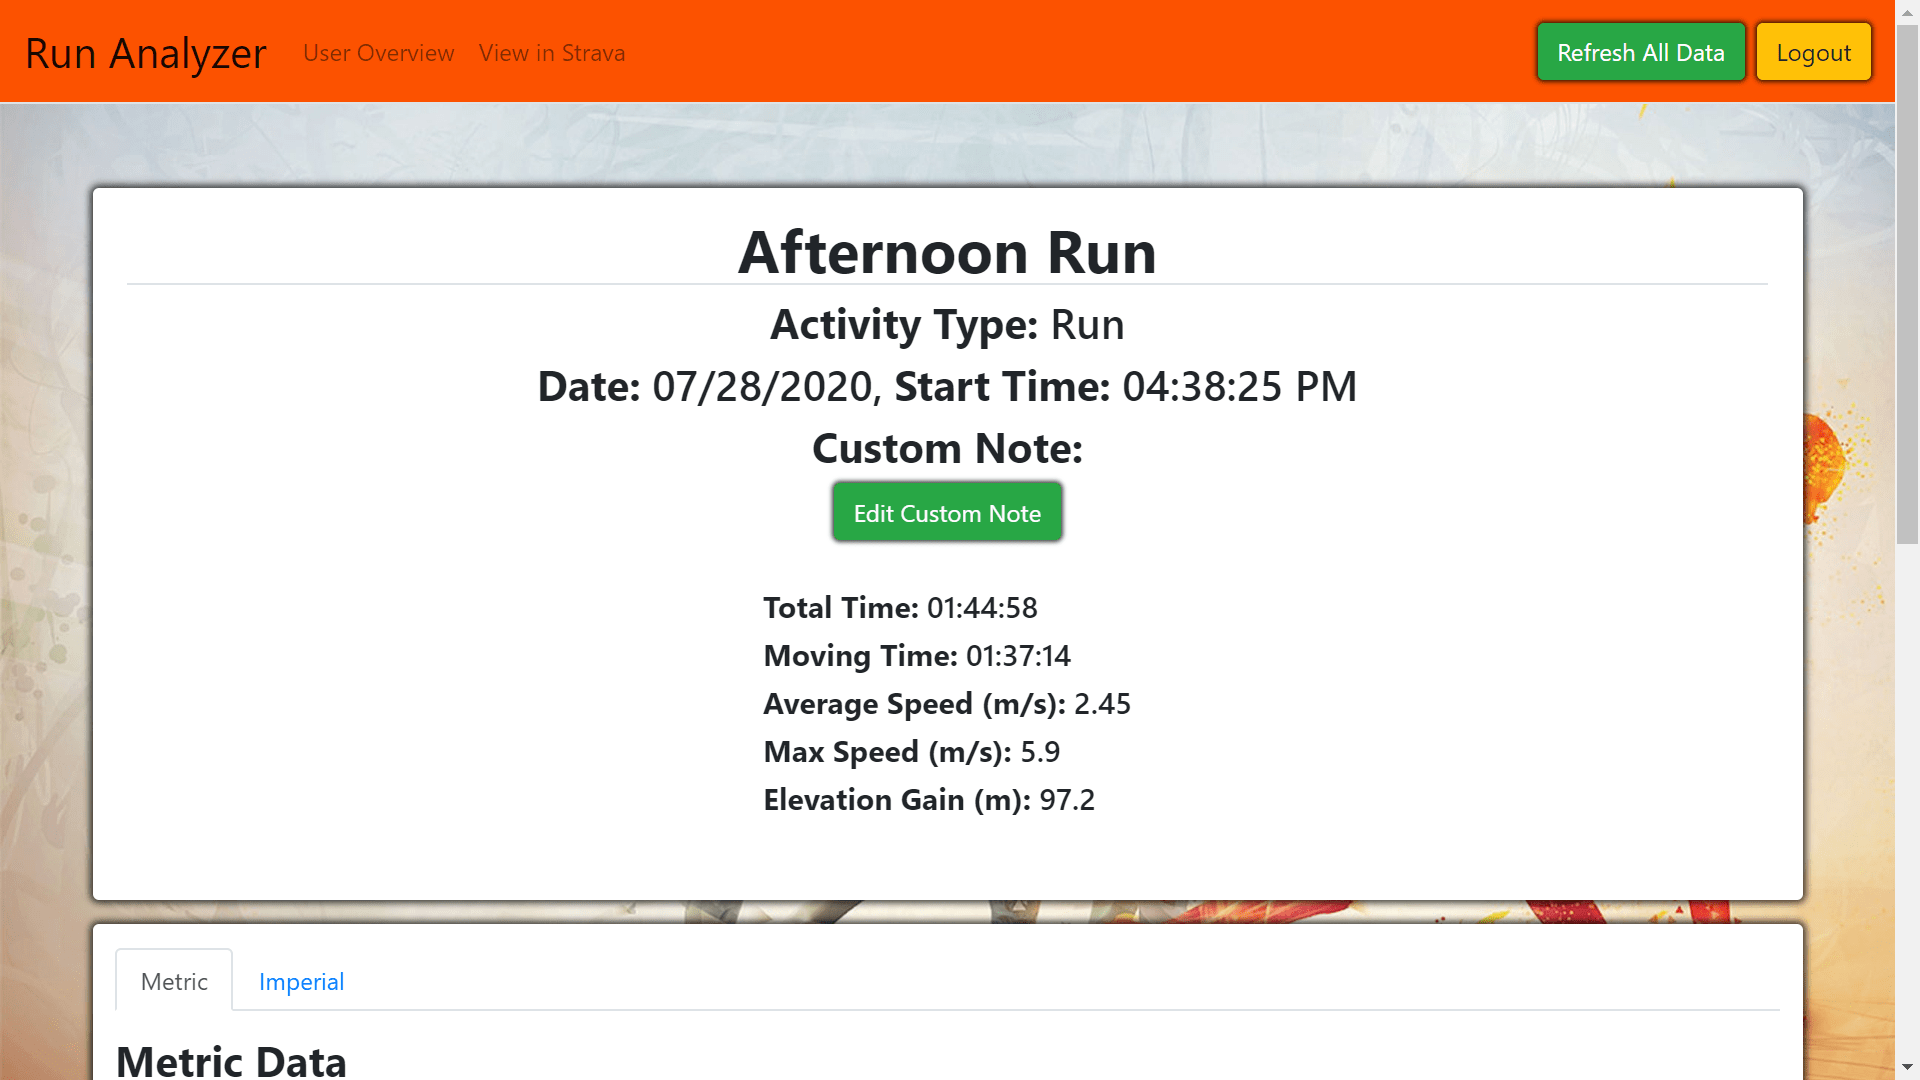 Run Analyzer User Overview View in Strava Refresh All Data Logout
Afternoon Run
Activity Type: Run
Date: 07/28/2020, Start Time: 04:38:25 PM
Custom Note:
Edit Custom Note
Total Time: 01:44:58
Moving Time: 01:37:14
Average Speed (m/s): 2.45
Max Speed (m/s): 5.9
Elevation Gain (m): 97.2
Metric Imperial
Metric Data